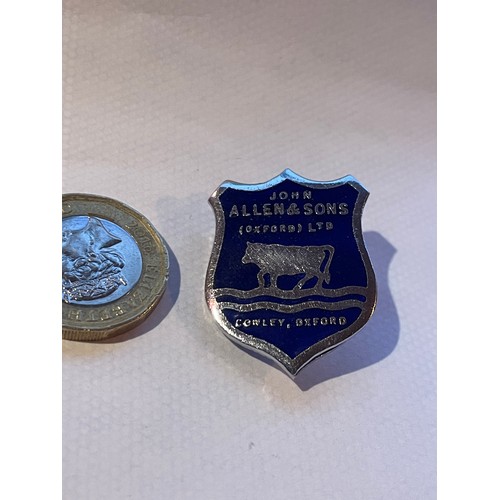 JOHN
ALLEN & SONS
(OXFORD) LTD
COWLEY, OXFORD